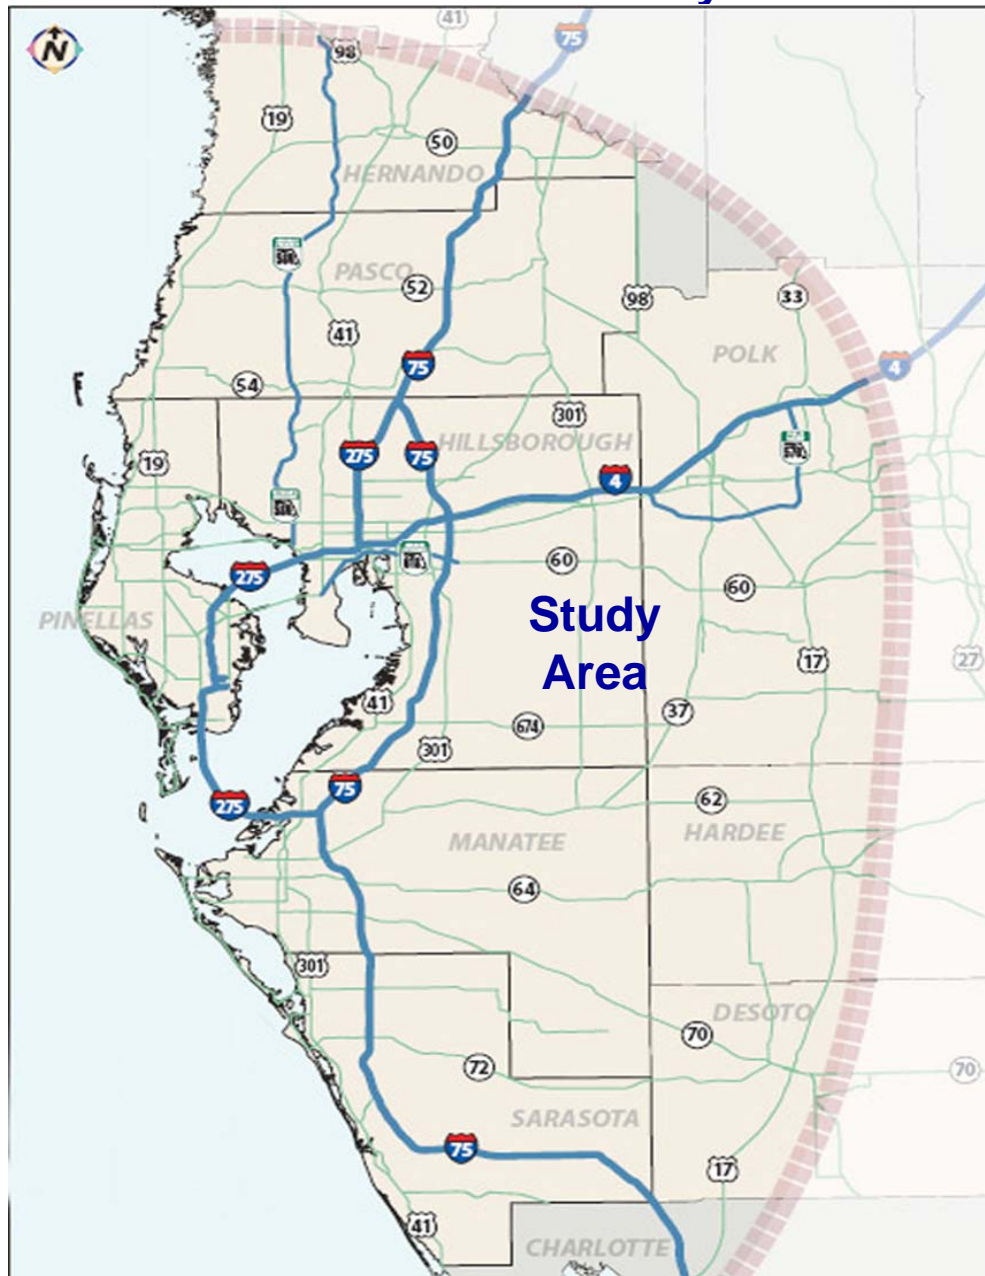 41
75
N
98
19
50
HERNANDO
PASCO
52
98
33
41
POLK
75
4
54
301
275
75
HILLSBOROUGH
19
4
275
60
60
PINELLAS
Study
Area
17
27
41
37
674
301
75
275
62
MANATEE
HARDEE
64
301
DESOTO
70
72
70
SARASOTA
75
17
41
CHARLOTTE